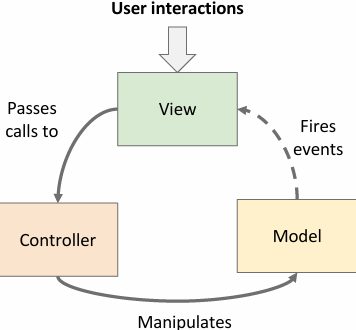 User interactions
View
Passes
calls to
Fires
events
Controller
Model
Manipulates